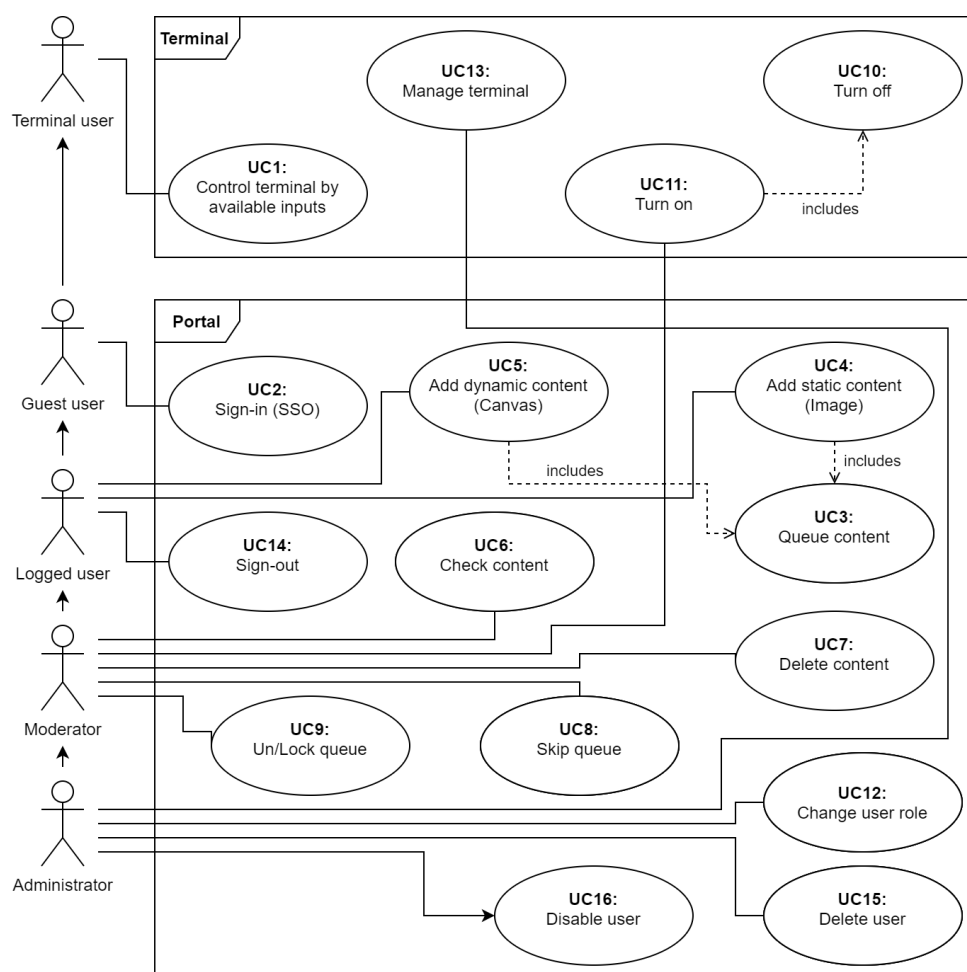 Terminal
UC13:
Manage terminal
UC10:
Turn off
Terminal user
UC1:
Control terminal by
available inputs
UC11:
Turn on
includes
Portal
UC5:
Add dynamic content
(Canvas)
UC4:
Add static content
(Image)
UC2:
Sign-in (SSO)
Guest user
includes
includes
UC3:
Queue content
UC14:
Sign-out
UC6:
Check content
Logged user
UC7:
Delete content
Moderator
UC9:
Un/Lock queue
UC8:
Skip queue
UC12:
Change user role
Administrator
UC16:
Disable user
UC15:
Delete user